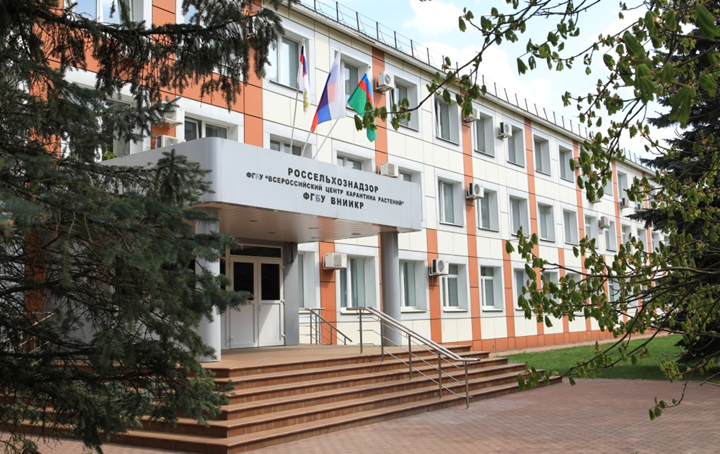 РОССЕЛЬХОЗНАДЗОР
ФГБУ "ВСЕРОССИЙСКИЙ ЦЕНТР КАРАНТИНА РАСТЕНИЙ"
ФГБУ ВНИИКР